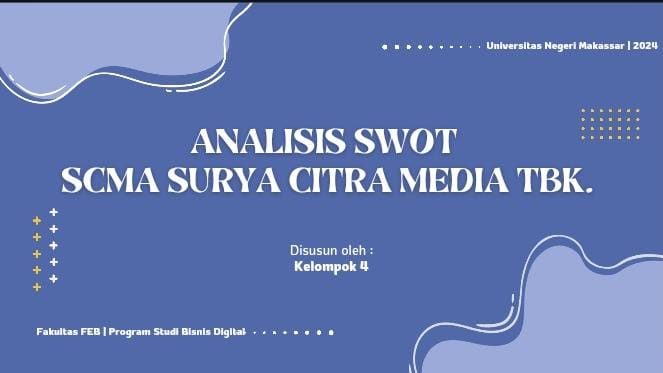 Universitas Negeri Makassar | 2024
ANALISIS SWOT
SCMA SURYA CITRA MEDIA TBK.
Disusun oleh :
Kelompok 4
Fakultas FEB | Program Studi Bisnis Digital